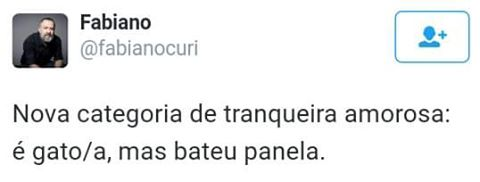 Fabiano
@fabianocuri
Nova categoria de tranqueira amorosa:
é gato/a, mas bateu panela.